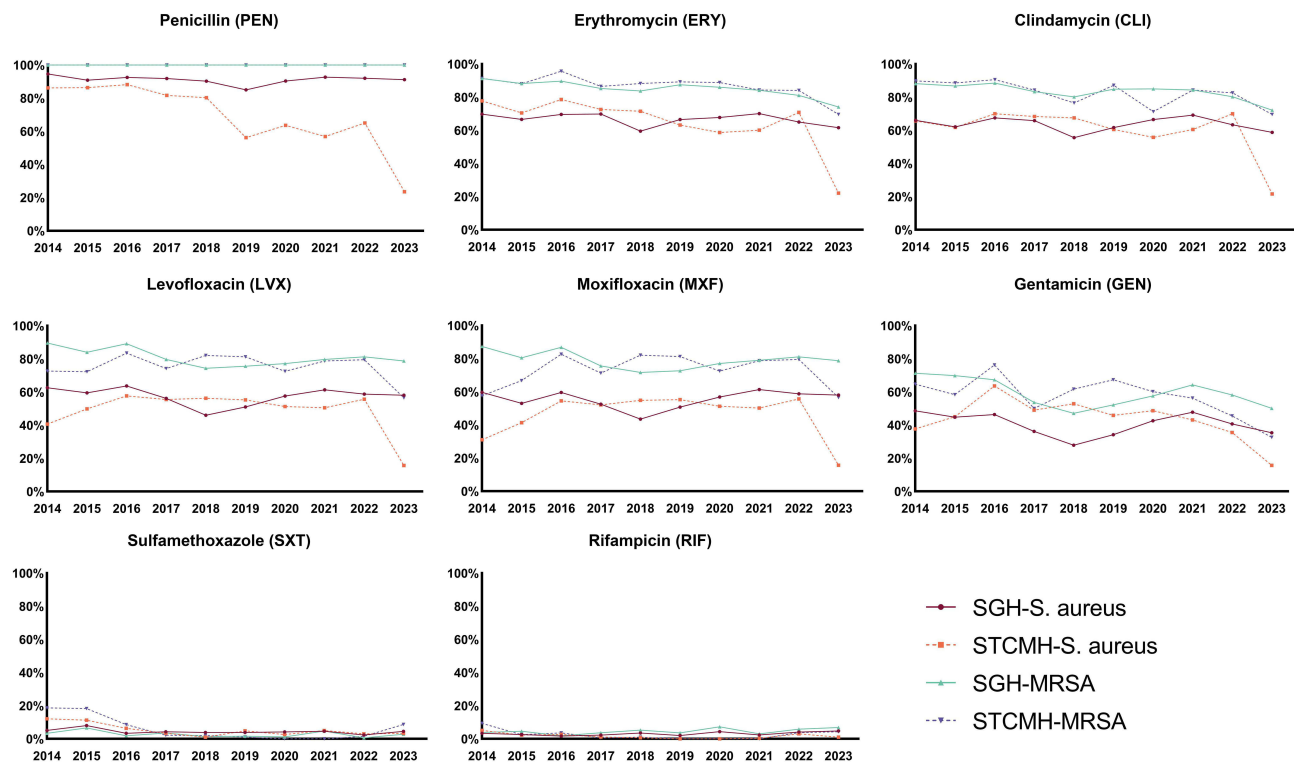 Penicillin (PEN)
100%
80%
60%
40%
20%
0%
2014 2015 2016 2017 2018 2019 2020 2021 2022 2023
Erythromycin (ERY)
100%
80%
60%
40%
20%
0%
2014 2015 2016 2017 2018 2019 2020 2021 2022 2023
Clindamycin (CLI)
100%
80%
60%
40%
20%
0%
2014 2015 2016 2017 2018 2019 2020 2021 2022 2023
Levofloxacin (LVX)
100%
80%
60%
40%
20%
0%
2014 2015 2016 2017 2018 2019 2020 2021 2022 2023
Moxifloxacin (MXF)
100%
80%
60%
40%
20%
0%
2014 2015 2016 2017 2018 2019 2020 2021 2022 2023
Gentamicin (GEN)
100%
80%
60%
40%
20%
0%
2014 2015 2016 2017 2018 2019 2020 2021 2022 2023
Sulfamethoxazole (SXT)
100%
80%
60%
40%
20%
0%
2014 2015 2016 2017 2018 2019 2020 2021 2022 2023
Rifampicin (RIF)
100%
80%
60%
40%
20%
0%
2014 2015 2016 2017 2018 2019 2020 2021 2022 2023
SGH-S. aureus
STCMH-S. aureus
SGH-MRSA
STCMH-MRSA